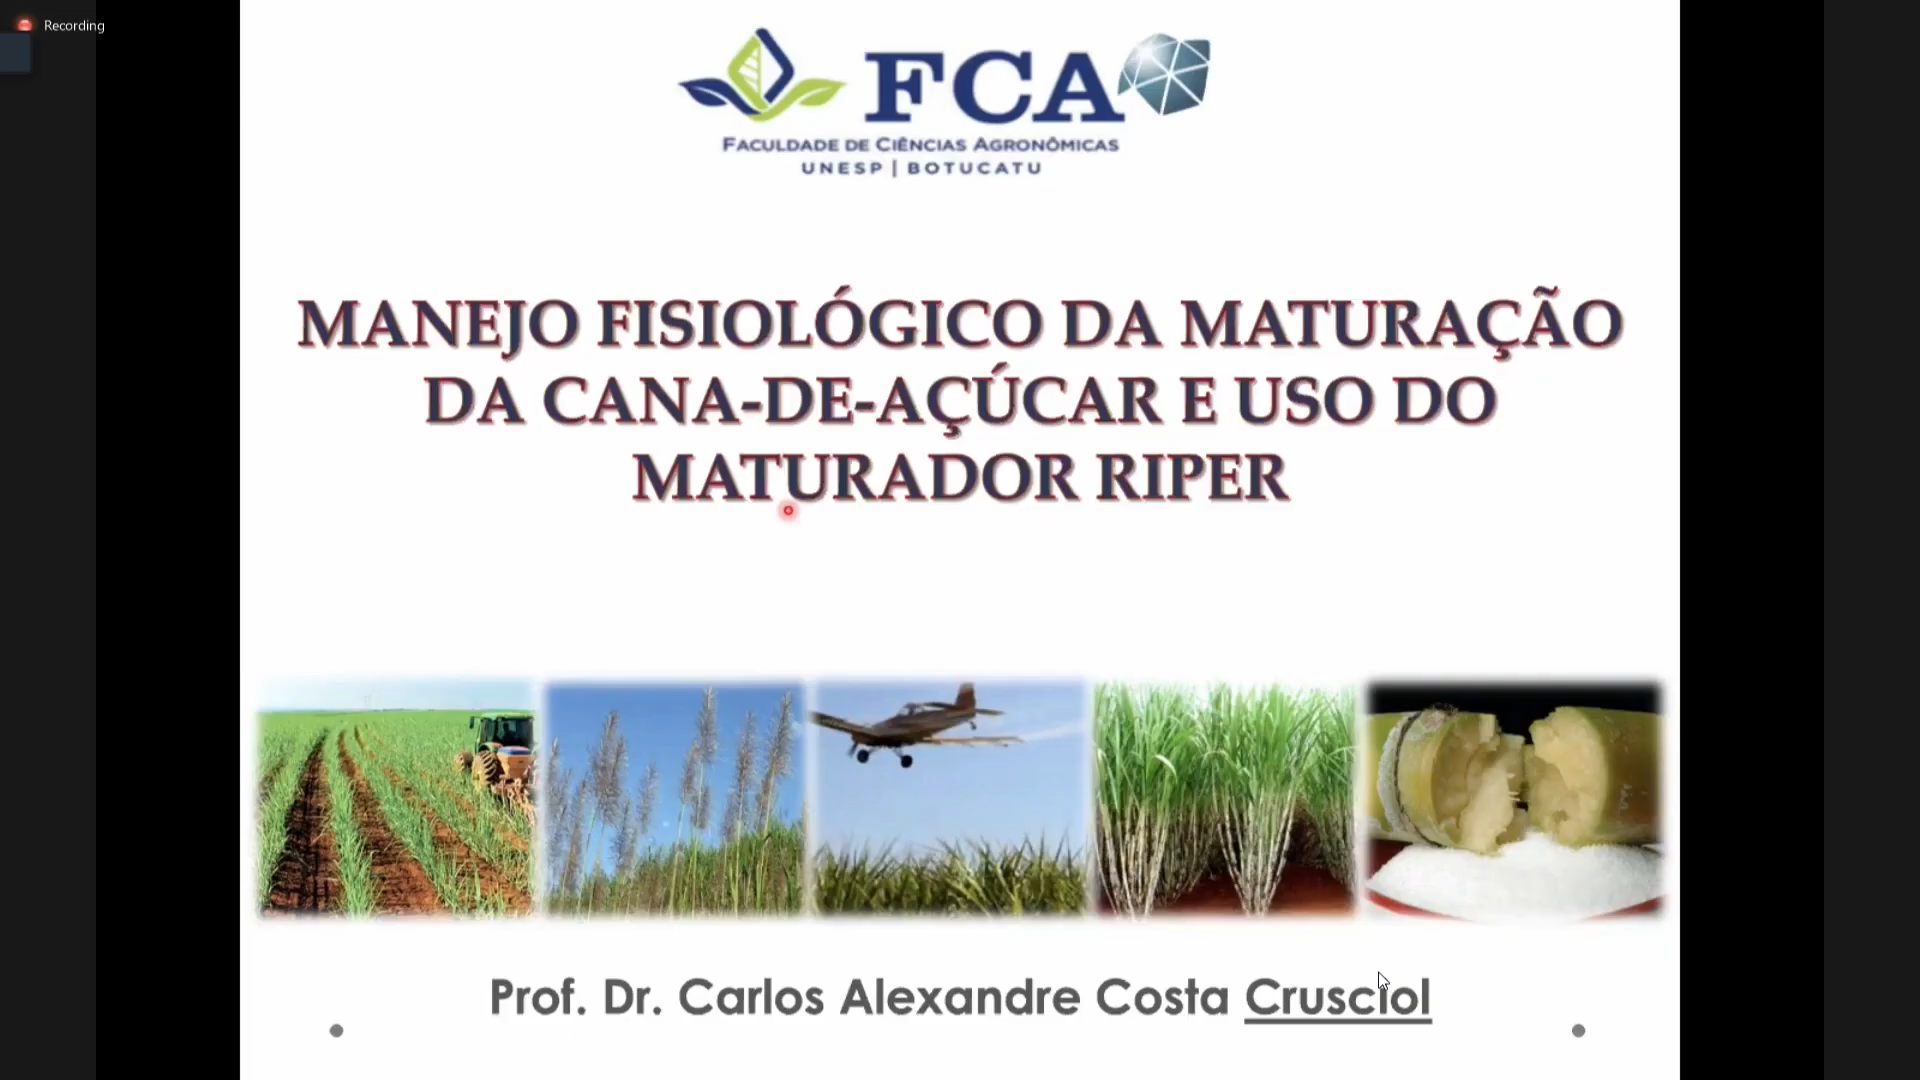 Recording
FCA
FACULDADE DE CIÊNCIAS AGRONÔMICAS
UNESP | BOTUCATU
MANEJO FISIOLÓGICO DA MATURAÇÃO
DA CANA-DE-AÇÚCAR E USO DO
MATURADOR RIPER
Prof. Dr. Carlos Alexandre Costa Crusciol